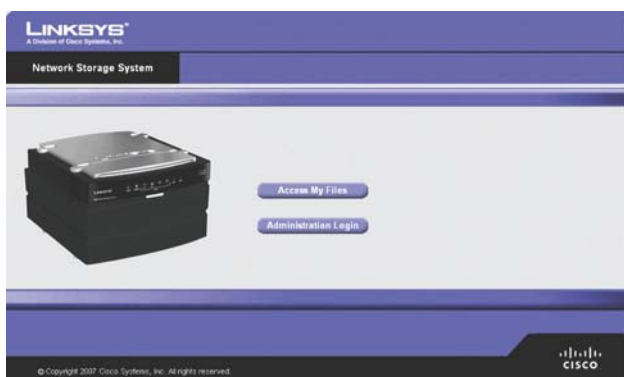 LINKSYS®
A Division of Cisco Systems, Inc.
Network Storage System
Access My Files
Administration Login
© Copyright 2007 Cisco Systems, Inc. All rights reserved.
CISCO